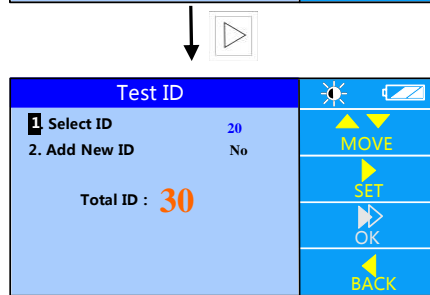 Test ID
1. Select ID 20
2. Add New ID No
Total ID : 30
MOVE
SET
OK
BACK